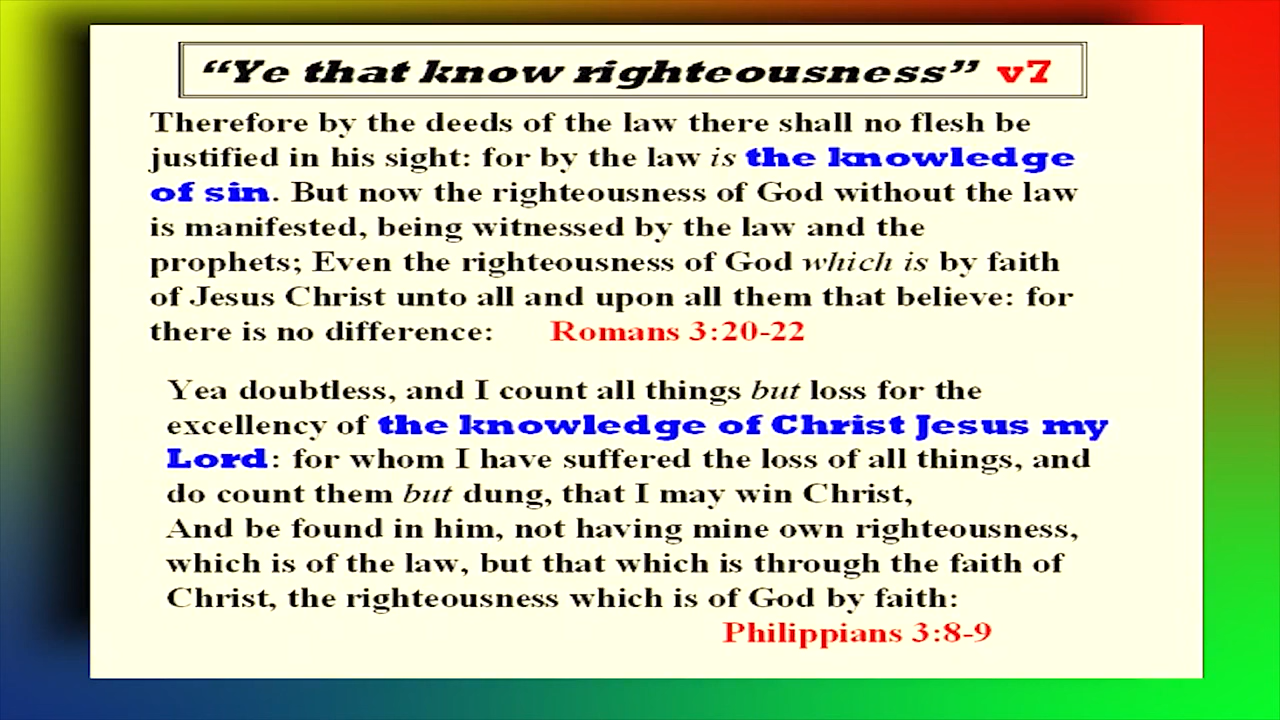 “Ye that know righteousness” v7
Therefore by the deeds of the law there shall no flesh be
justified in his sight: for by the law is the knowledge
of sin. But now the righteousness of God without the law
is manifested, being witnessed by the law and the
prophets; Even the righteousness of God which is by faith
of Jesus Christ unto all and upon all them that believe: for
there is no difference: Romans 3:20-22
Yea doubtless, and I count all things but loss for the
excellency of the knowledge of Christ Jesus my
Lord: for whom I have suffered the loss of all things, and
do count them but dung, that I may win Christ,
And be found in him, not having mine own righteousness,
which is of the law, but that which is through the faith of
Christ, the righteousness which is of God by faith:
Philippians 3:8-9